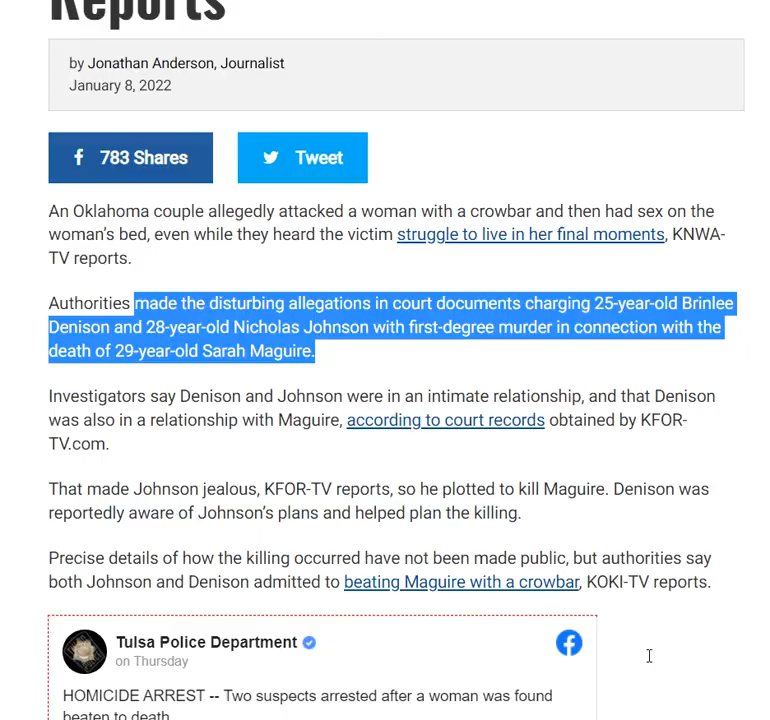 Reports
by Jonathan Anderson, Journalist
January 8, 2022
783 Shares
Tweet
An Oklahoma couple allegedly attacked a woman with a crowbar and then had sex on the
woman's bed, even while they heard the victim struggle to live in her final moments, KNWA-
TV reports.
Authorities made the disturbing allegations in court documents charging 25-year-old Brinlee
Denison and 28-year-old Nicholas Johnson with first-degree murder in connection with the
death of 29-year-old Sarah Maguire.
Investigators say Denison and Johnson were in an intimate relationship, and that Denison
was also in a relationship with Maguire, according to court records obtained by KFOR-
TV.com.
That made Johnson jealous, KFOR-TV reports, so he plotted to kill Maguire. Denison was
reportedly aware of Johnson's plans and helped plan the killing.
Precise details of how the killing occurred have not been made public, but authorities say
both Johnson and Denison admitted to beating Maguire with a crowbar, KOKI-TV reports.
Tulsa Police Department
on Thursday
HOMICIDE ARREST -- Two suspects arrested after a woman was found
beaten to death